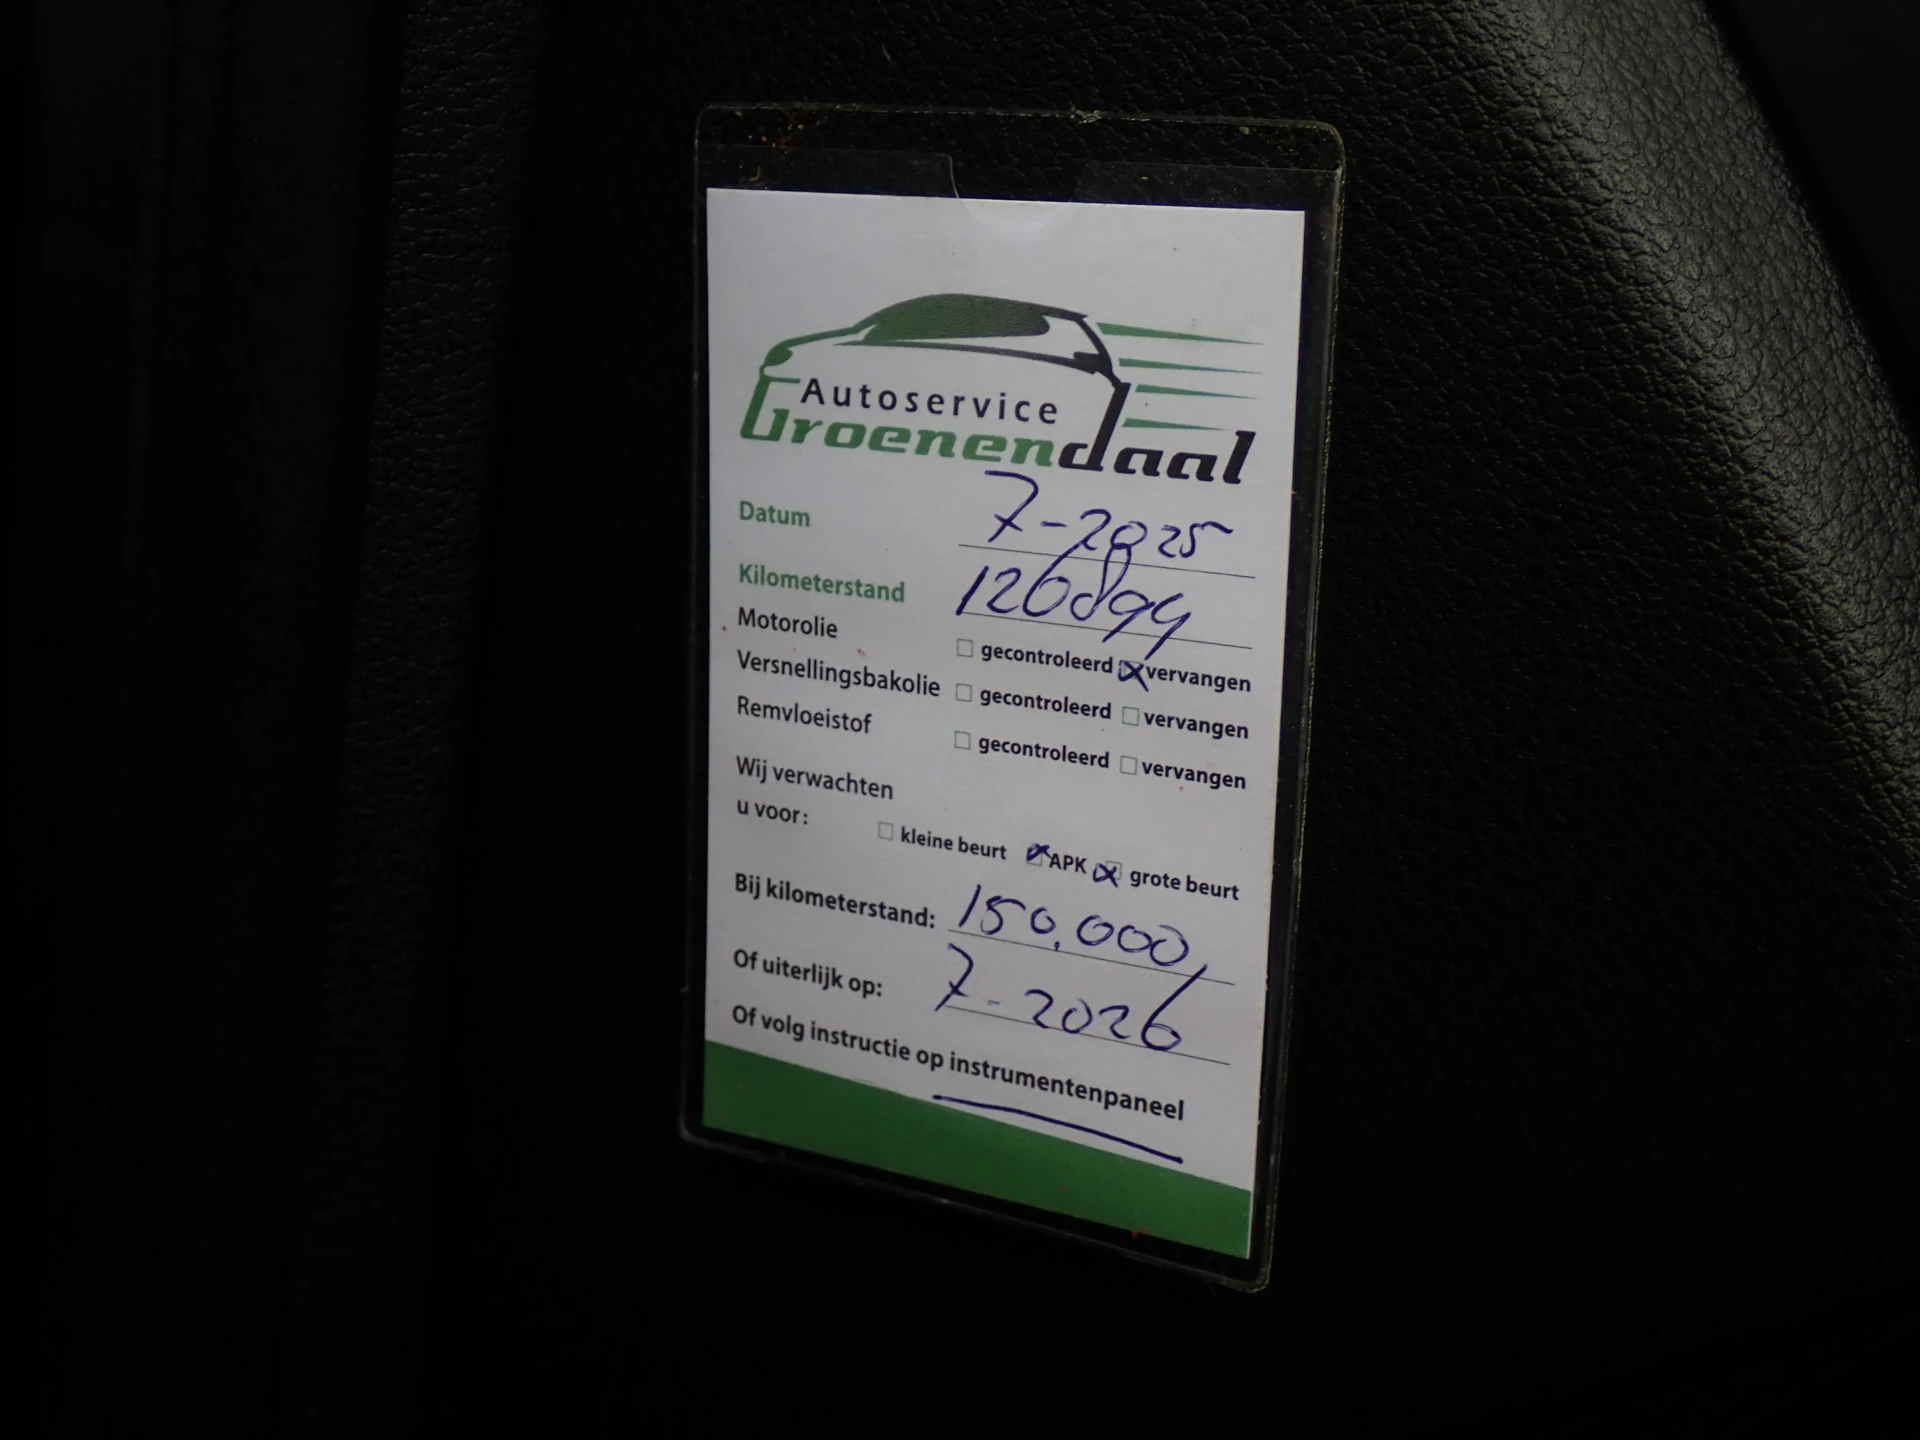 Autoservice
Groenendaal
Datum 7-2025
Kilometerstand 126899
Motorolie gecontroleerd vervangen
Versnellingsbakolie gecontroleerd vervangen
Remvloeistof gecontroleerd vervangen
Wij verwachten
u voor: kleine beurt APK grote beurt
Bij kilometerstand: 150.000
Of uiterlijk op: 7-2026
Of volg instructie op instrumentenpaneel